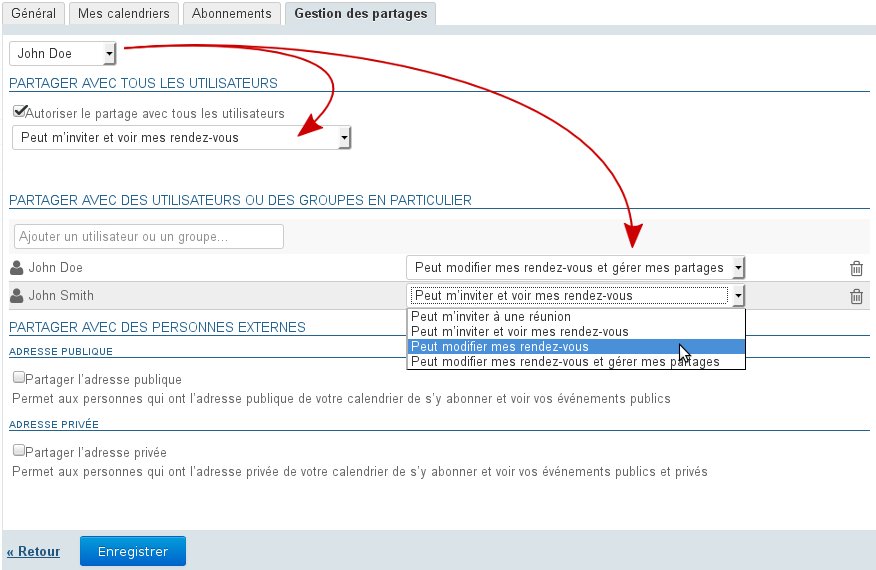 Général Mes calendriers Abonnements Gestion des partages
John Doe
PARTAGER AVEC TOUS LES UTILISATEURS
Autoriser le partage avec tous les utilisateurs
Peut m'inviter et voir mes rendez-vous
PARTAGER AVEC DES UTILISATEURS OU DES GROUPES EN PARTICULIER
Ajouter un utilisateur ou un groupe...
John Doe Peut modifier mes rendez-vous et gérer mes partages
John Smith Peut m'inviter et voir mes rendez-vous
Peut m'inviter à une réunion
Peut m'inviter et voir mes rendez-vous
Peut modifier mes rendez-vous
Peut modifier mes rendez-vous et gérer mes partages
PARTAGER AVEC DES PERSONNES EXTERNES
ADRESSE PUBLIQUE
Partager l'adresse publique
Permet aux personnes qui ont l'adresse publique de votre calendrier de s'y abonner et voir vos événements publics
ADRESSE PRIVÉE
Partager l'adresse privée
Permet aux personnes qui ont l'adresse privée de votre calendrier de s'y abonner et voir vos événements publics et privés
« Retour Enregistrer